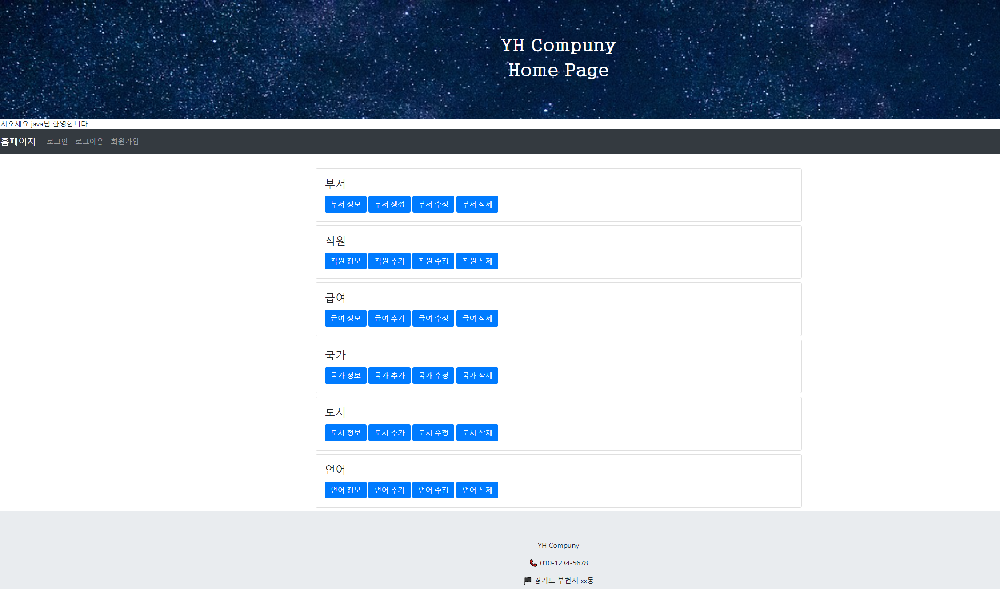 YH Compuny
Home Page
서오세요 java님 환영합니다.
홈페이지 로그인 로그아웃 회원가입
부서
부서 정보 부서 생성 부서 수정 부서 삭제
직원
직원 정보 직원 추가 직원 수정 직원 삭제
급여
급여 정보 급여 추가 급여 수정 급여 삭제
국가
국가 정보 국가 추가 국가 수정 국가 삭제
도시
도시 정보 도시 추가 도시 수정 도시 삭제
언어
언어 정보 언어 추가 언어 수정 언어 삭제
YH Compuny
010-1234-5678
경기도 부천시 xx동